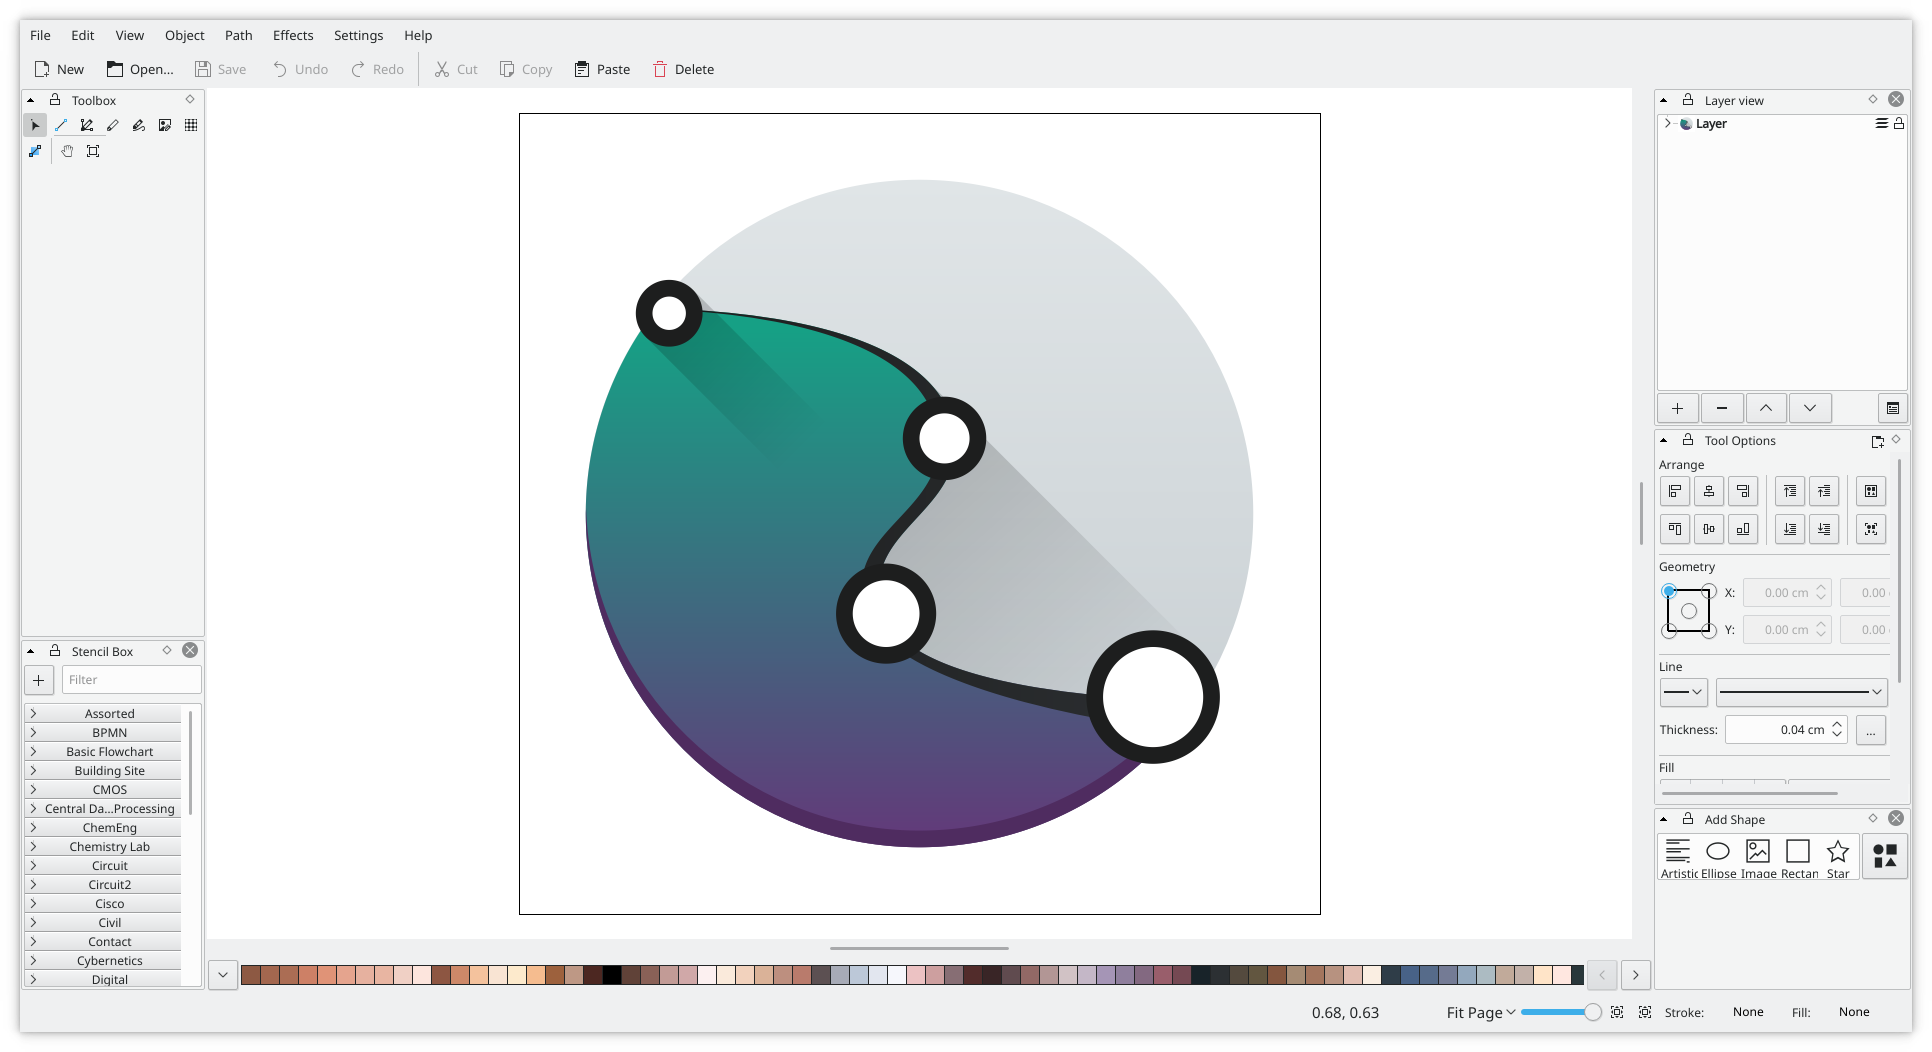 File Edit View Object Path Effects Settings Help
New Open... Save Undo Redo Cut Copy Paste Delete
Toolbox
Stencil Box
Filter
Assorted
BPMN
Basic Flowchart
Building Site
CMOS
Central Da...Processing
ChemEng
Chemistry Lab
Circuit
Circuit2
Cisco
Civil
Contact
Cybernetics
Digital
Layer view
Layer
Tool Options
Arrange
Geometry
X: 0.00 cm 0.00
Y: 0.00 cm 0.00
Line
Thickness: 0.04 cm ...
Fill
Add Shape
Artistic Ellipse Image Rectan Star
0.68, 0.63 Fit Page Stroke: None Fill: None